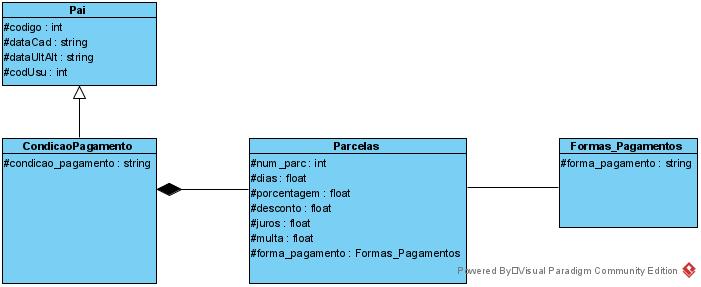 Pai
#codigo : int
#dataCad : string
#dataUltAlt : string
#codUsu : int
CondicaoPagamento
#condicao_pagamento : string
Parcelas
#num_parc : int
#dias : float
#porcentagem : float
#desconto : float
#juros : float
#multa : float
#forma_pagamento : Formas_Pagamentos
Formas_Pagamentos
#forma_pagamento : string
Powered By Visual Paradigm Community Edition